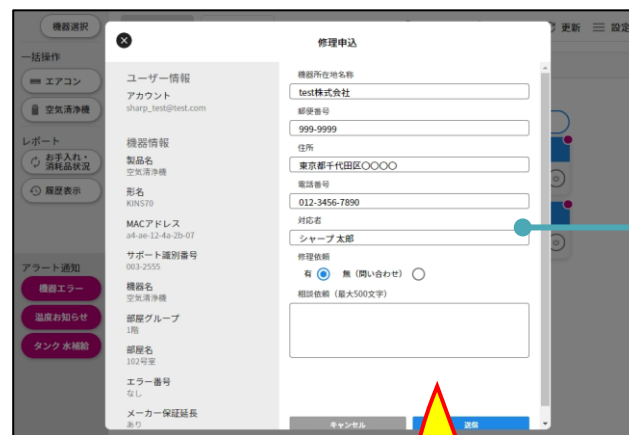 機器選択
更新
設定
一括操作
エアコン
空気清浄機
レポート
お手入れ・
消耗品状況
履歴表示
アラート通知
機器エラー
温度お知らせ
タンク 水補給
修理申込
ユーザー情報
アカウント
sharp_test@test.com
機器情報
製品名
空気清浄機
形名
KINS70
MACアドレス
a4-ae-12-4a-2b-07
サポート識別番号
003-2555
機器名
空気清浄機
部屋グループ
1階
部屋名
102号室
エラー番号
なし
メーカー保証延長
あり
機器所在地名称
test株式会社
郵便番号
999-9999
住所
東京都千代田区〇〇〇〇
電話番号
012-3456-7890
対応者
シャープ 太郎
修理依頼
有 無（問い合わせ）
相談依頼（最大500文字）
キャンセル
送信